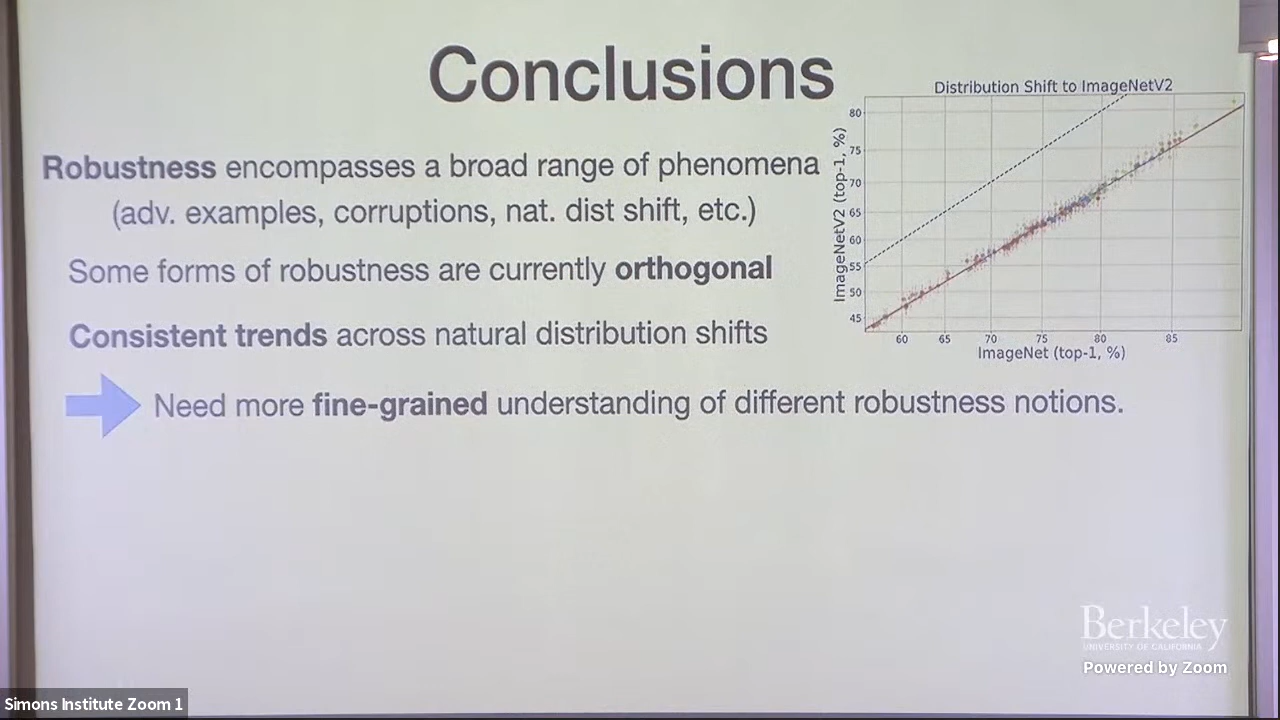 Conclusions
Robustness encompasses a broad range of phenomena
(adv. examples, corruptions, nat. dist shift, etc.)
Some forms of robustness are currently orthogonal
Consistent trends across natural distribution shifts
Need more fine-grained understanding of different robustness notions.
Distribution Shift to ImageNetV2
ImageNetV2 (top-1, %)
80
75
70
65
60
55
50
45
60 65 70 75 80 85
ImageNet (top-1, %)
Berkeley
UNIVERSITY OF CALIFORNIA
Powered by Zoom
Simons Institute Zoom 1